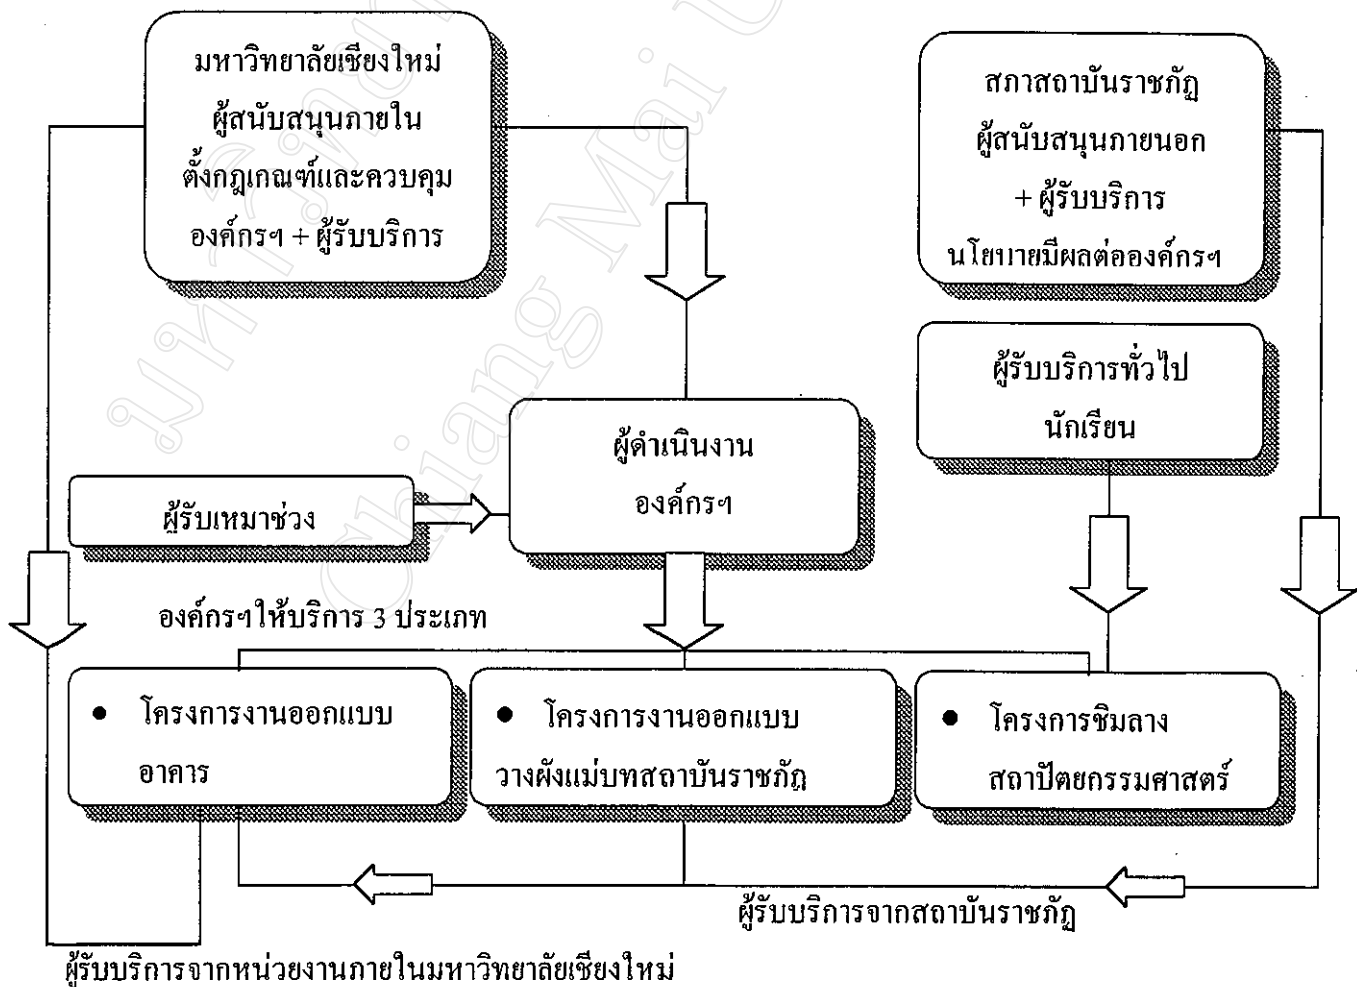 มหาวิทยาลัยเชียงใหม่
ผู้สนับสนุนภายใน
ตั้งกฎเกณฑ์และควบคุม
องค์กรฯ + ผู้รับบริการ
สภาสถาบันราชภัฏ
ผู้สนับสนุนภายนอก
+ ผู้รับบริการ
นโยบายมีผลต่อองค์กรฯ
ผู้รับบริการทั่วไป
นักเรียน
ผู้ดำเนินงาน
องค์กรฯ
ผู้รับเหมาช่วง
องค์กรฯให้บริการ 3 ประเภท
● โครงการงานออกแบบ
อาคาร
● โครงการงานออกแบบ
วางผังแม่บทสถาบันราชภัฏ
● โครงการชิมลาง
สถาปัตยกรรมศาสตร์
ผู้รับบริการจากสถาบันราชภัฏ
ผู้รับบริการจากหน่วยงานภายในมหาวิทยาลัยเชียงใหม่
Chiang Mai U